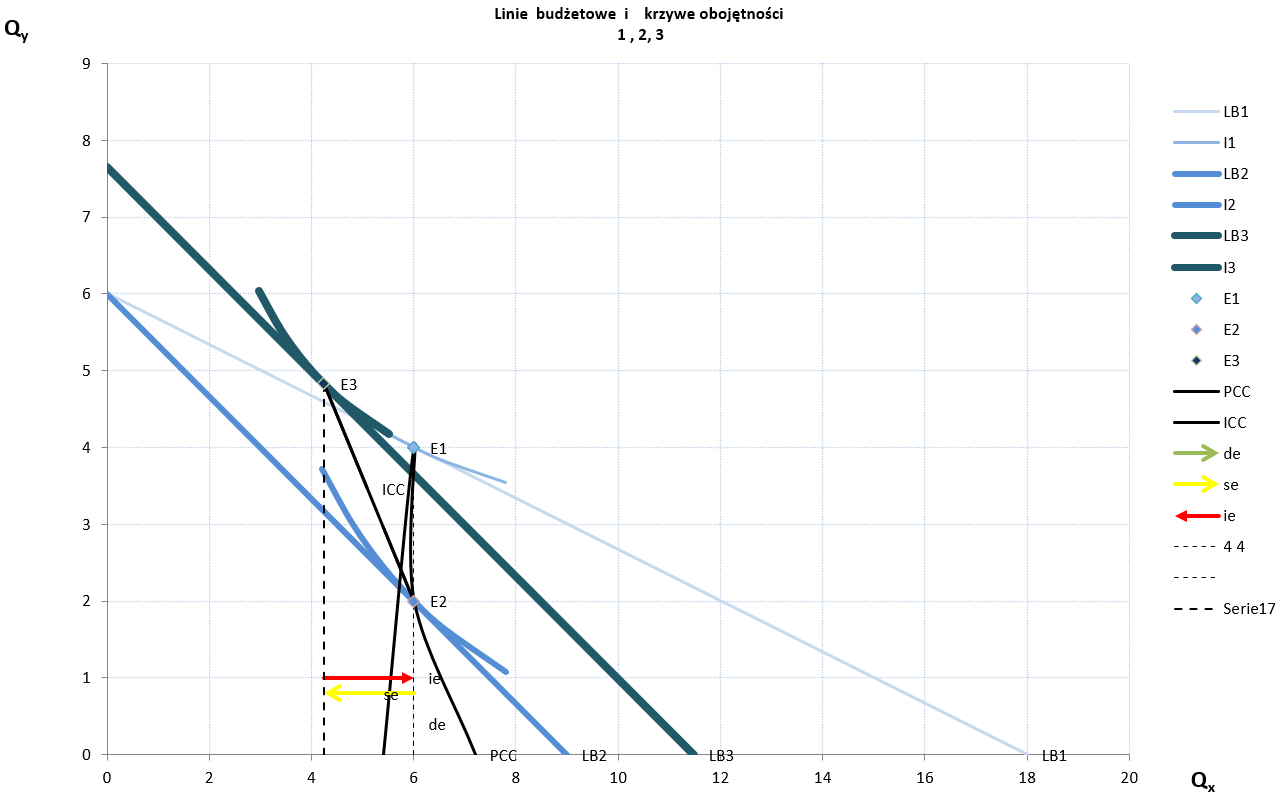 Linie budżetowe i krzywe obojętności
1 , 2, 3
Qy
9
8
7
6
5
4
3
2
1
0
0
2
4
6
8
10
12
14
16
18
20
Qx
E3
E1
ICC
E2
ie
se
de
PCC
LB2
LB3
LB1
LB1
I1
LB2
I2
LB3
I3
E1
E2
E3
PCC
ICC
de
se
ie
4 4
Serie17